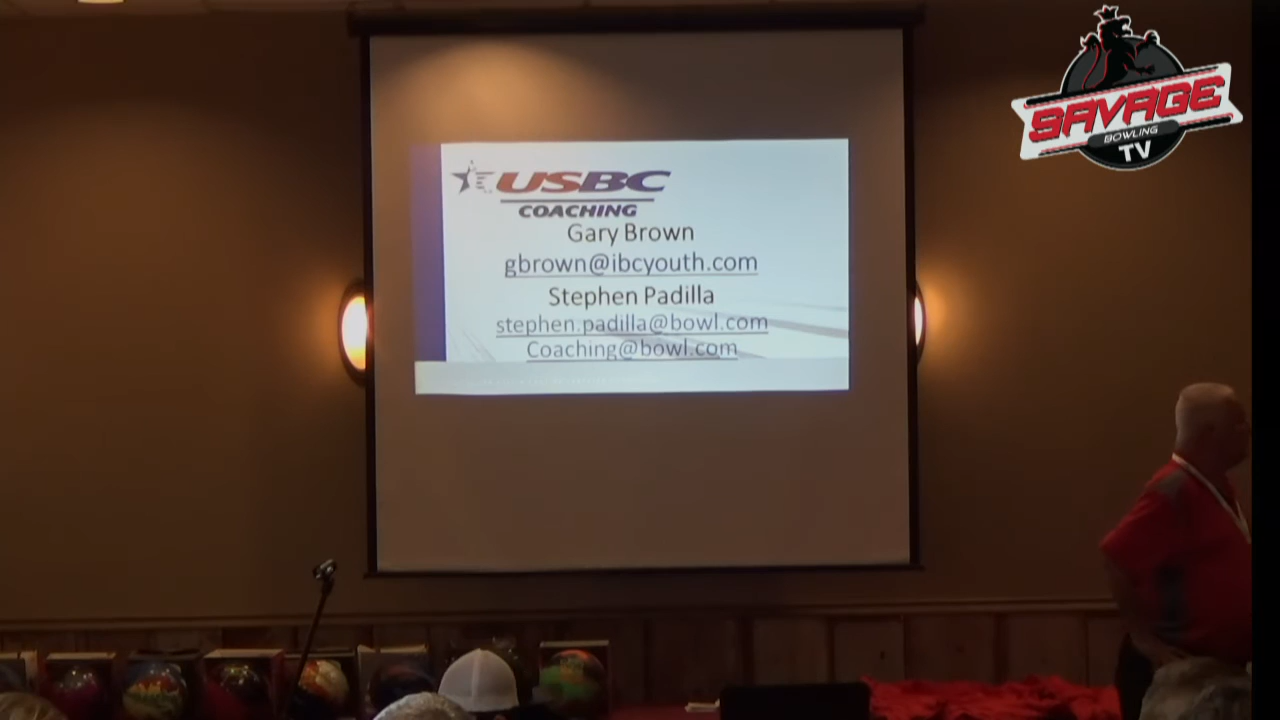 SAVAGE
BOWLING
TV
USBC
COACHING
Gary Brown
gbrown@ibcyouth.com
Stephen Padilla
stephen.padilla@bowl.com
Coaching@bowl.com